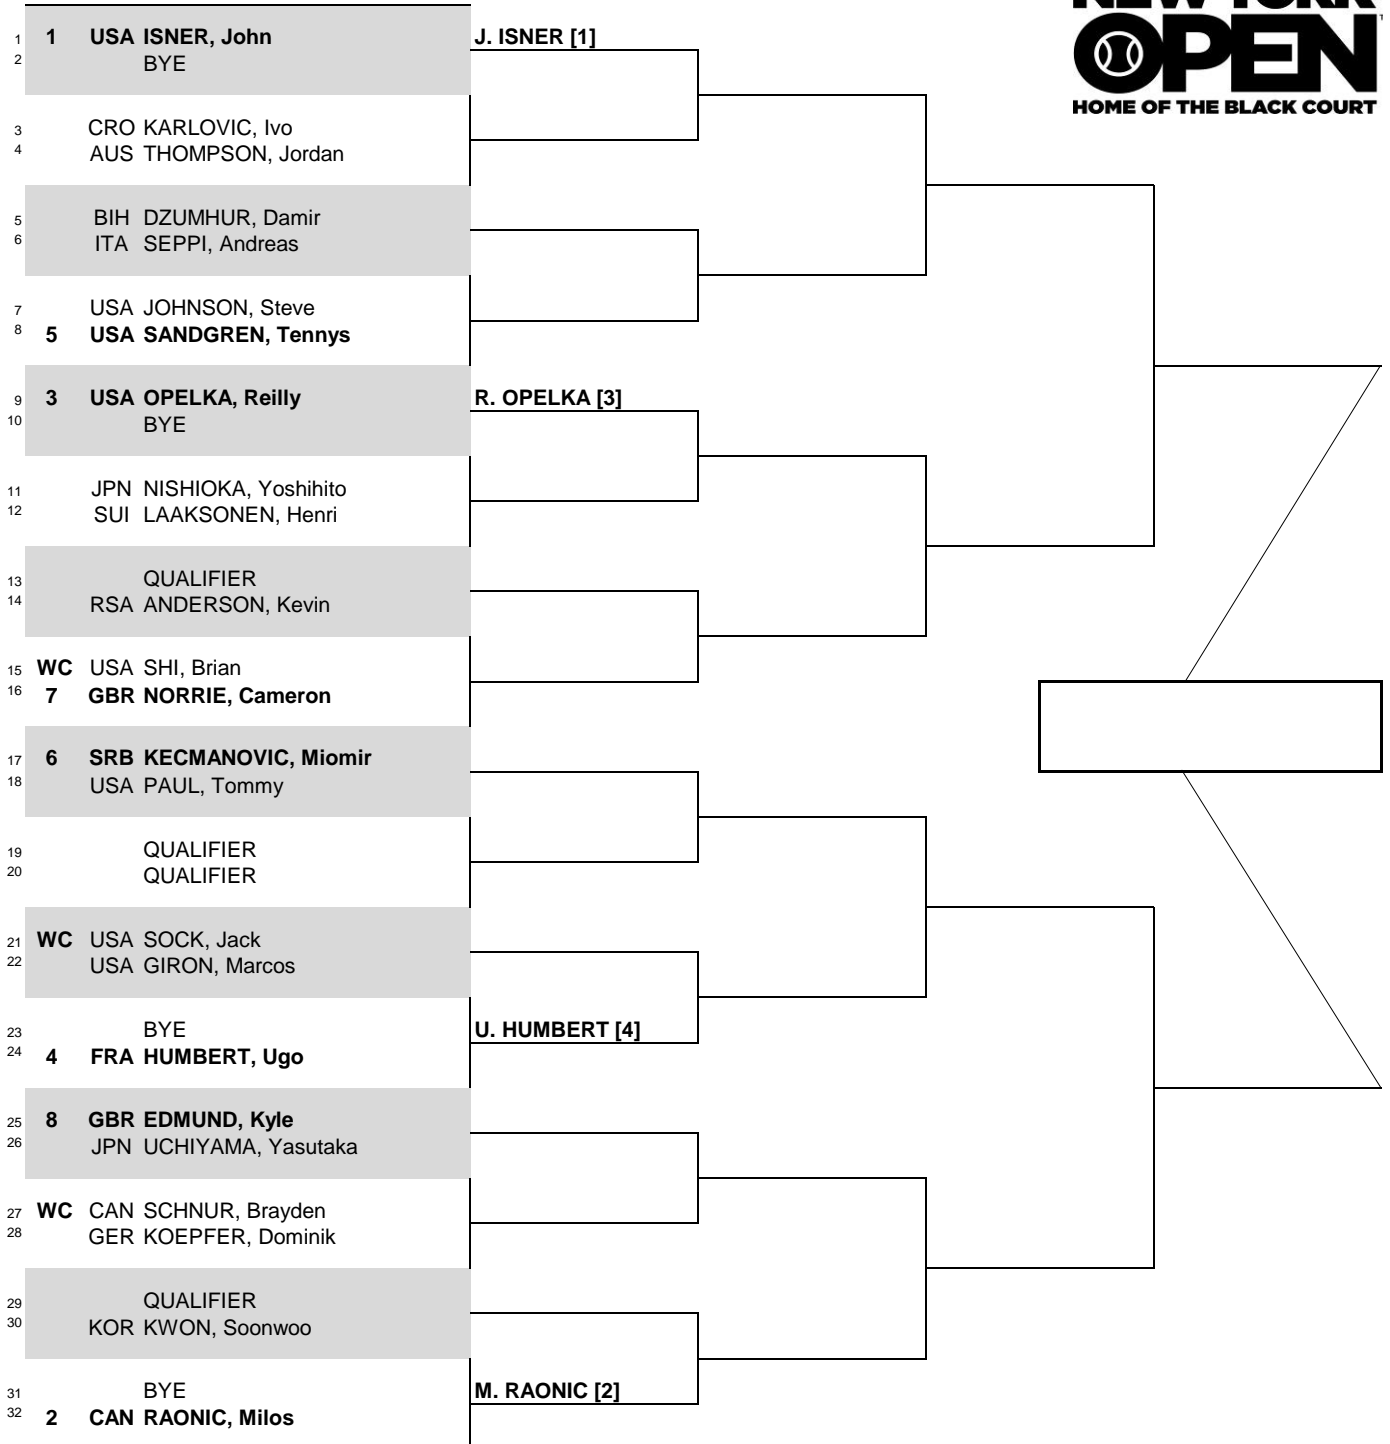 NEW YORK
OPEN
HOME OF THE BLACK COURT
1 1 USA ISNER, John J. ISNER [1]
2 BYE
3 CRO KARLOVIC, Ivo
4 AUS THOMPSON, Jordan
5 BIH DZUMHUR, Damir
6 ITA SEPPI, Andreas
7 USA JOHNSON, Steve
8 5 USA SANDGREN, Tennys
9 3 USA OPELKA, Reilly R. OPELKA [3]
10 BYE
11 JPN NISHIOKA, Yoshihito
12 SUI LAAKSONEN, Henri
13 QUALIFIER
14 RSA ANDERSON, Kevin
15 WC USA SHI, Brian
16 7 GBR NORRIE, Cameron
17 6 SRB KECMANOVIC, Miomir
18 USA PAUL, Tommy
19 QUALIFIER
20 QUALIFIER
21 WC USA SOCK, Jack
22 USA GIRON, Marcos
23 BYE U. HUMBERT [4]
24 4 FRA HUMBERT, Ugo
25 8 GBR EDMUND, Kyle
26 JPN UCHIYAMA, Yasutaka
27 WC CAN SCHNUR, Brayden
28 GER KOEPFER, Dominik
29 QUALIFIER
30 KOR KWON, Soonwoo
31 BYE M. RAONIC [2]
32 2 CAN RAONIC, Milos